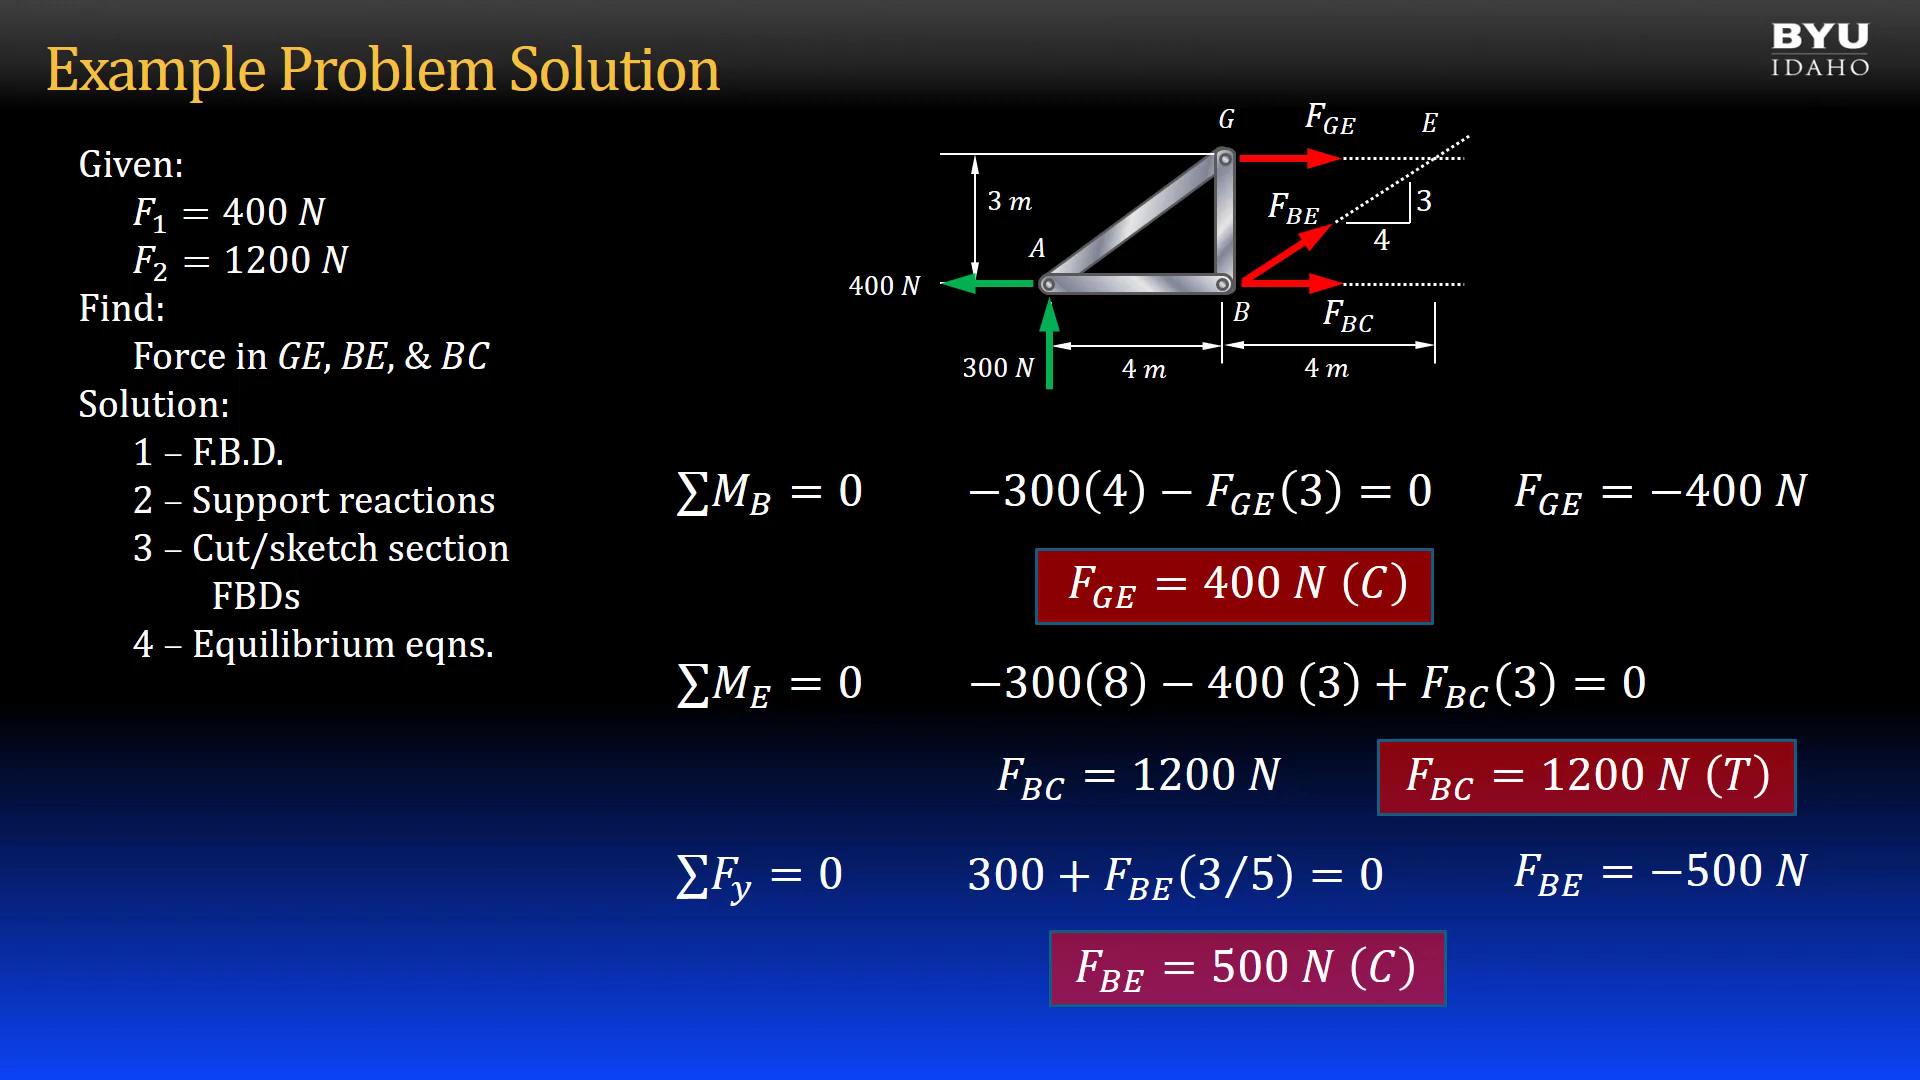 Example Problem Solution
BYU
IDAHO
Given:
F₁ = 400 N
F₂ = 1200 N
Find:
Force in GE, BE, & BC
Solution:
1 – F.B.D.
2 – Support reactions
3 – Cut/sketch section
FBDs
4 – Equilibrium eqns.
G
F_GE
E
3 m
F_BE
3
4
A
400 N
B
F_BC
300 N
4 m
4 m
∑M_B = 0 −300(4) − F_GE(3) = 0 F_GE = −400 N
F_GE = 400 N (C)
∑M_E = 0 −300(8) − 400 (3) + F_BC(3) = 0
F_BC = 1200 N F_BC = 1200 N (T)
∑F_y = 0 300 + F_BE(3/5) = 0 F_BE = −500 N
F_BE = 500 N (C)